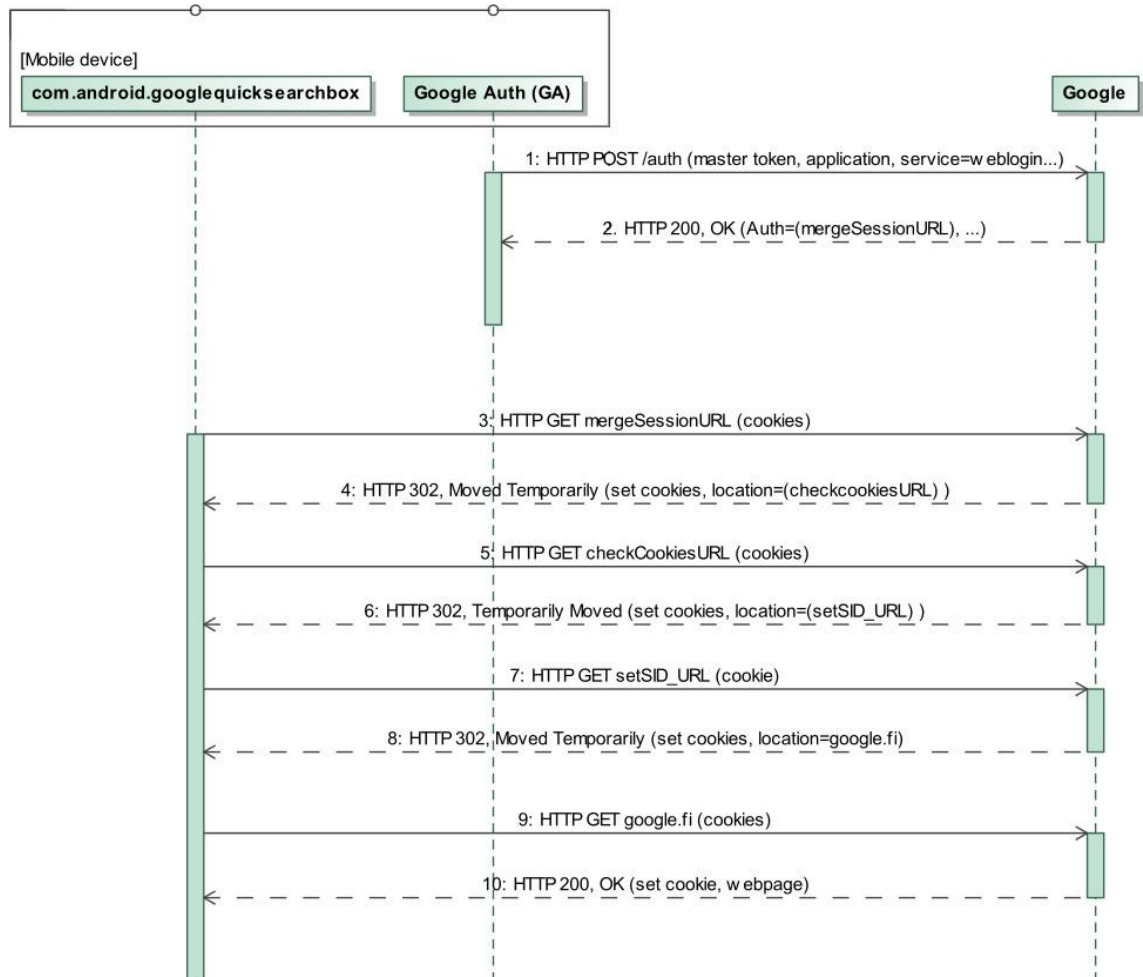 [Mobile device]
com.android.googlequicksearchbox
Google Auth (GA)
Google
1: HTTP POST /auth (master token, application, service=weblogin...)
2. HTTP 200, OK (Auth=(mergeSessionURL), ...)
3: HTTP GET mergeSessionURL (cookies)
4: HTTP 302, Moved Temporarily (set cookies, location=(checkcookiesURL) )
5: HTTP GET checkCookiesURL (cookies)
6: HTTP 302, Temporarily Moved (set cookies, location=(setSID_URL) )
7: HTTP GET setSID_URL (cookie)
8: HTTP 302, Moved Temporarily (set cookies, location=google.fi)
9: HTTP GET google.fi (cookies)
10: HTTP 200, OK (set cookie, webpage)